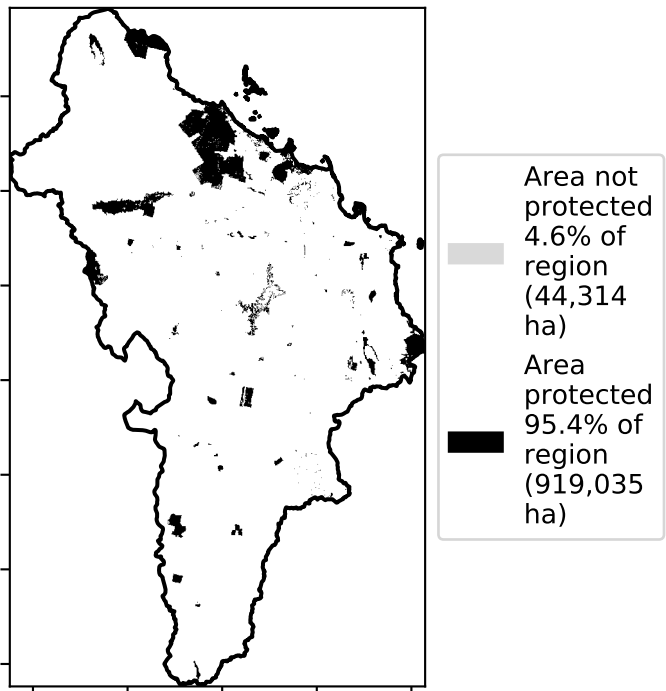 Area not
protected
4.6% of
region
(44,314
ha)
Area
protected
95.4% of
region
(919,035
ha)